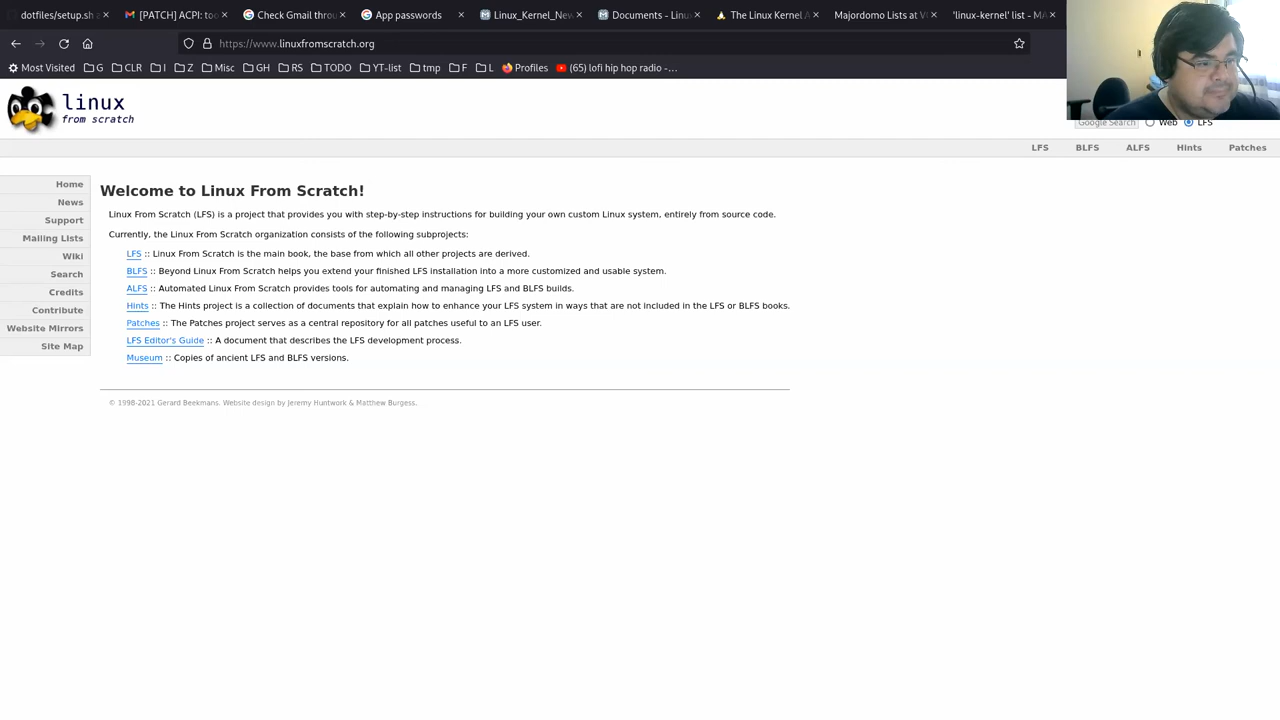 dotfiles/setup.sh a
[PATCH] ACPI: too
Check Gmail throu
App passwords
Linux_Kernel_New
Documents - Linu
The Linux Kernel A
Majordomo Lists at V
'linux-kernel' list - MA
https://www.linuxfromscratch.org
Most Visited G CLR I Z Misc GH RS TODO YT-list tmp F L Profiles (65) lofi hip hop radio -…
linux
from scratch
Google Search Web LFS
LFS BLFS ALFS Hints Patches
Home
News
Support
Mailing Lists
Wiki
Search
Credits
Contribute
Website Mirrors
Site Map
Welcome to Linux From Scratch!
Linux From Scratch (LFS) is a project that provides you with step-by-step instructions for building your own custom Linux system, entirely from source code.
Currently, the Linux From Scratch organization consists of the following subprojects:
LFS :: Linux From Scratch is the main book, the base from which all other projects are derived.
BLFS :: Beyond Linux From Scratch helps you extend your finished LFS installation into a more customized and usable system.
ALFS :: Automated Linux From Scratch provides tools for automating and managing LFS and BLFS builds.
Hints :: The Hints project is a collection of documents that explain how to enhance your LFS system in ways that are not included in the LFS or BLFS books.
Patches :: The Patches project serves as a central repository for all patches useful to an LFS user.
LFS Editor's Guide :: A document that describes the LFS development process.
Museum :: Copies of ancient LFS and BLFS versions.
© 1998-2021 Gerard Beekmans. Website design by Jeremy Huntwork & Matthew Burgess.